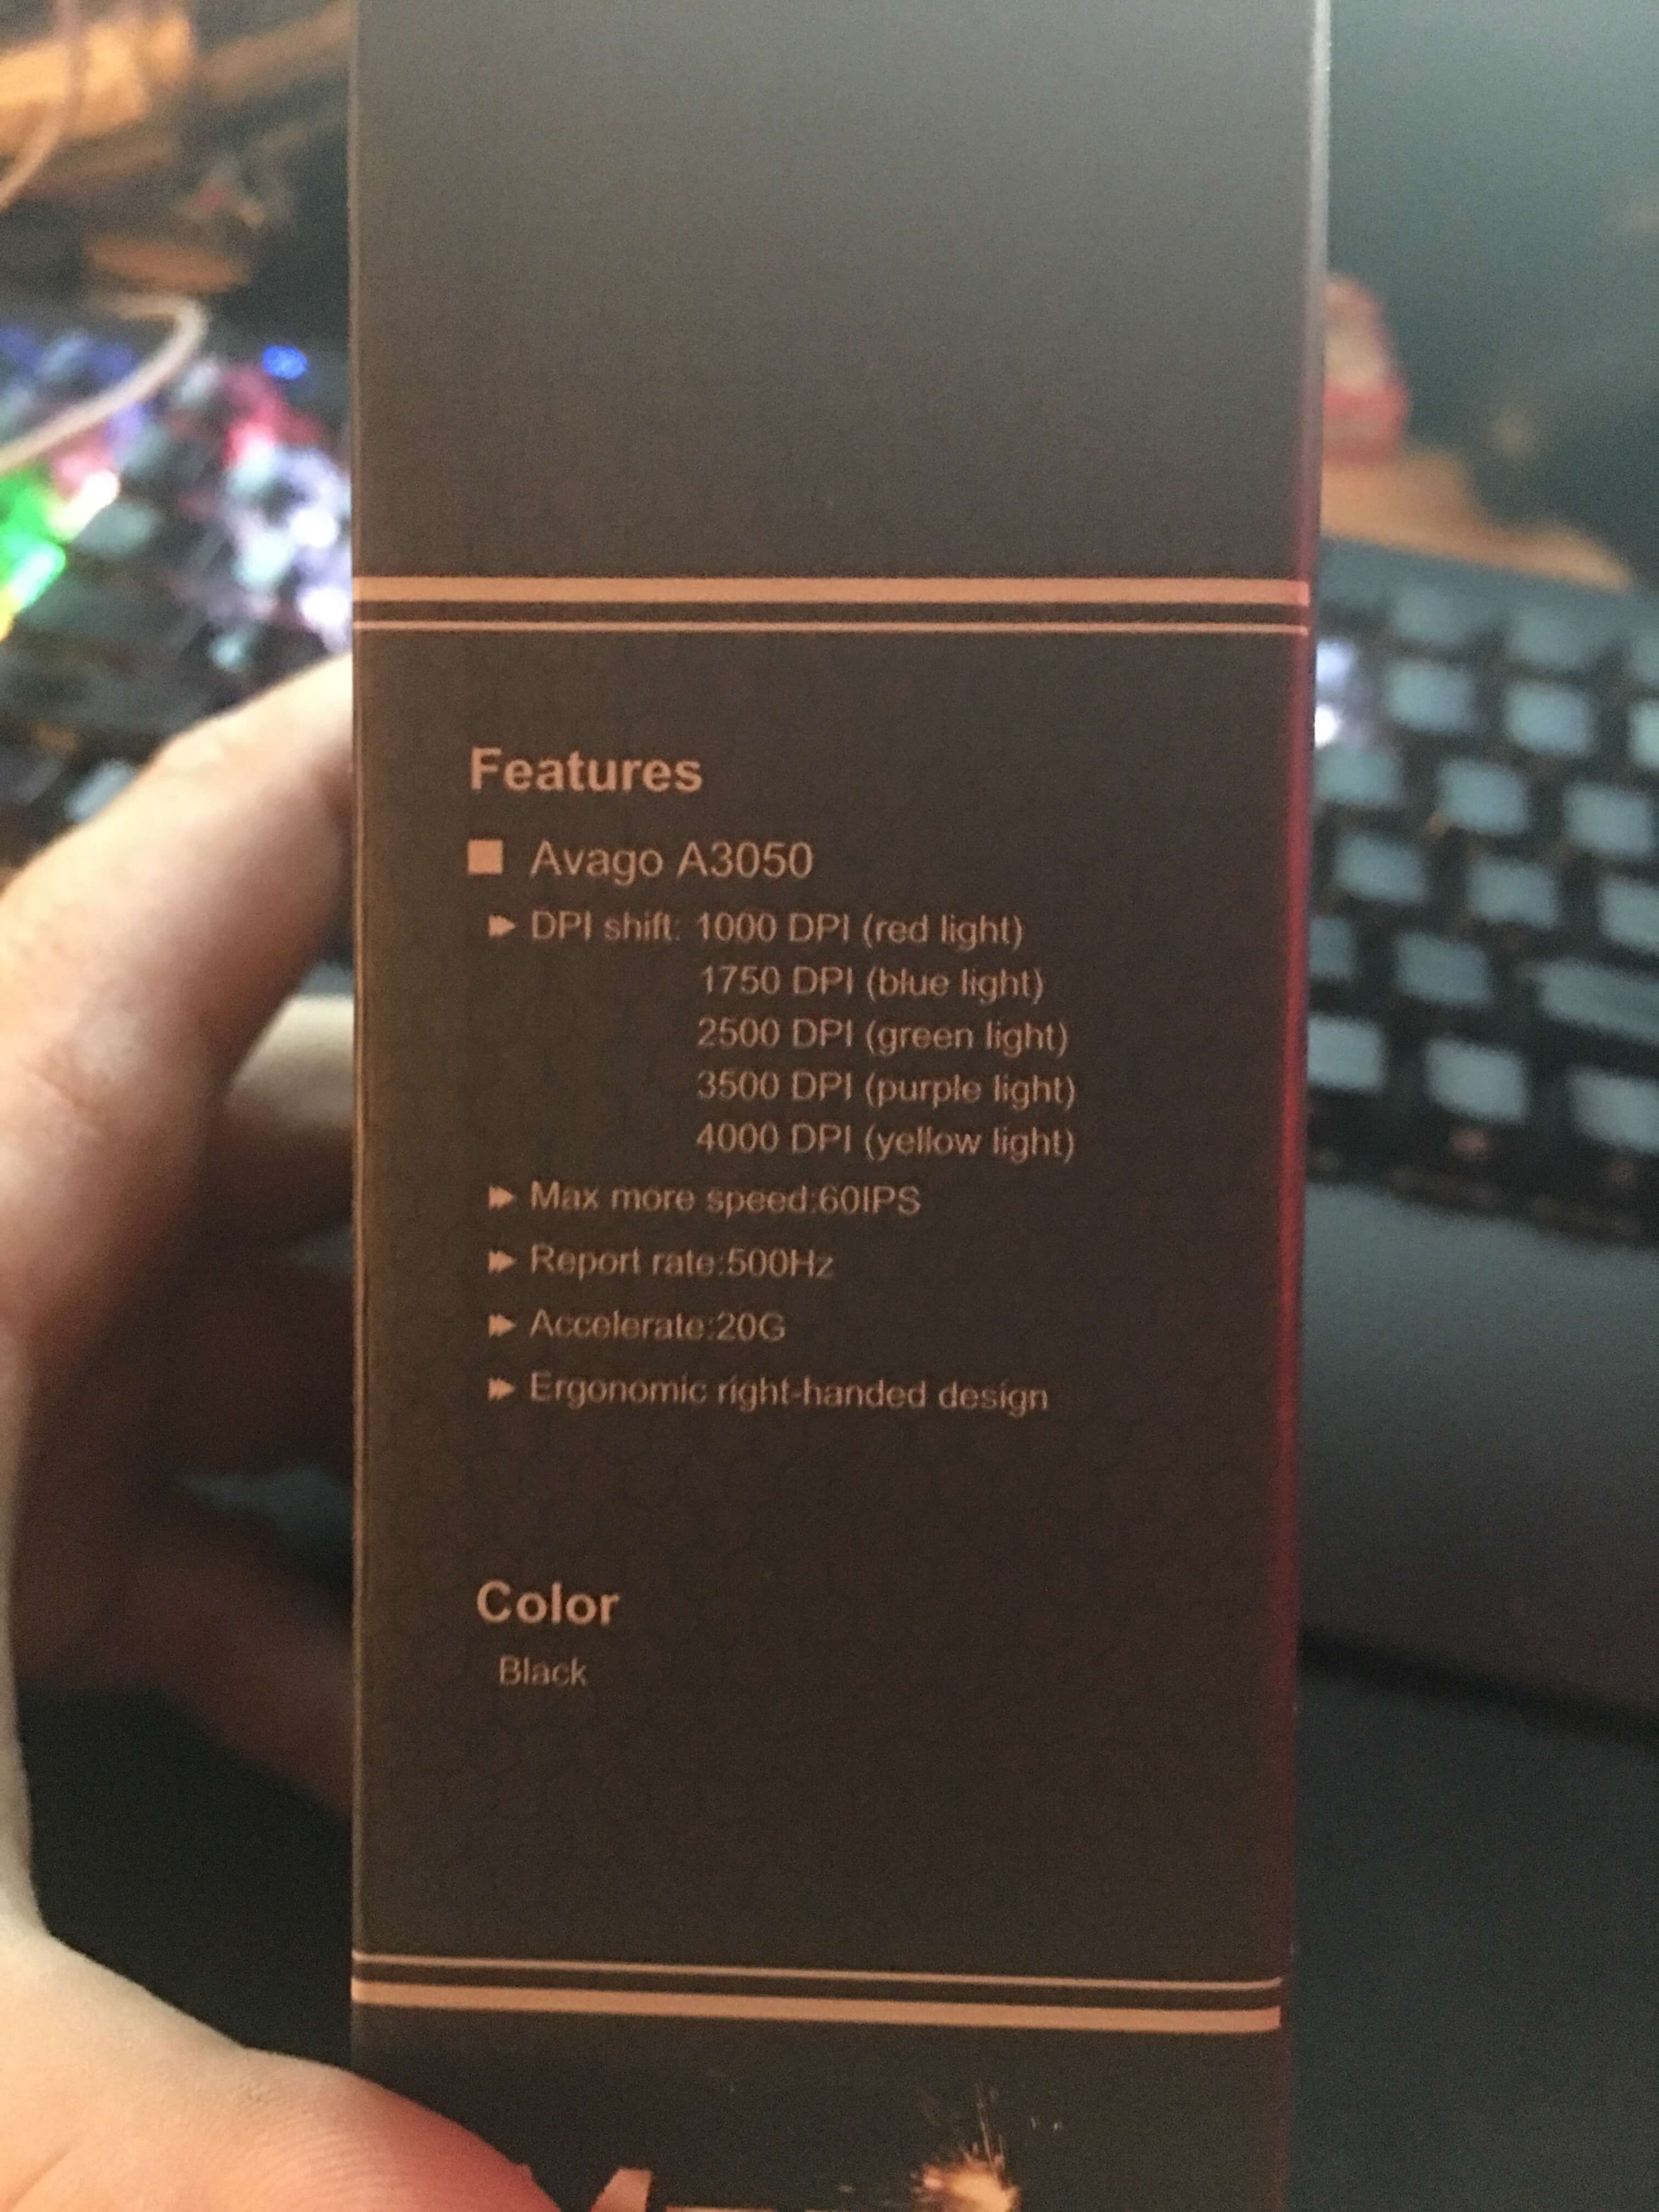 Features
Avago A3050
DPI shift: 1000 DPI (red light)
1750 DPI (blue light)
2500 DPI (green light)
3500 DPI (purple light)
4000 DPI (yellow light)
Max more speed:60IPS
Report rate:500Hz
Accelerate:20G
Ergonomic right-handed design
Color
Black